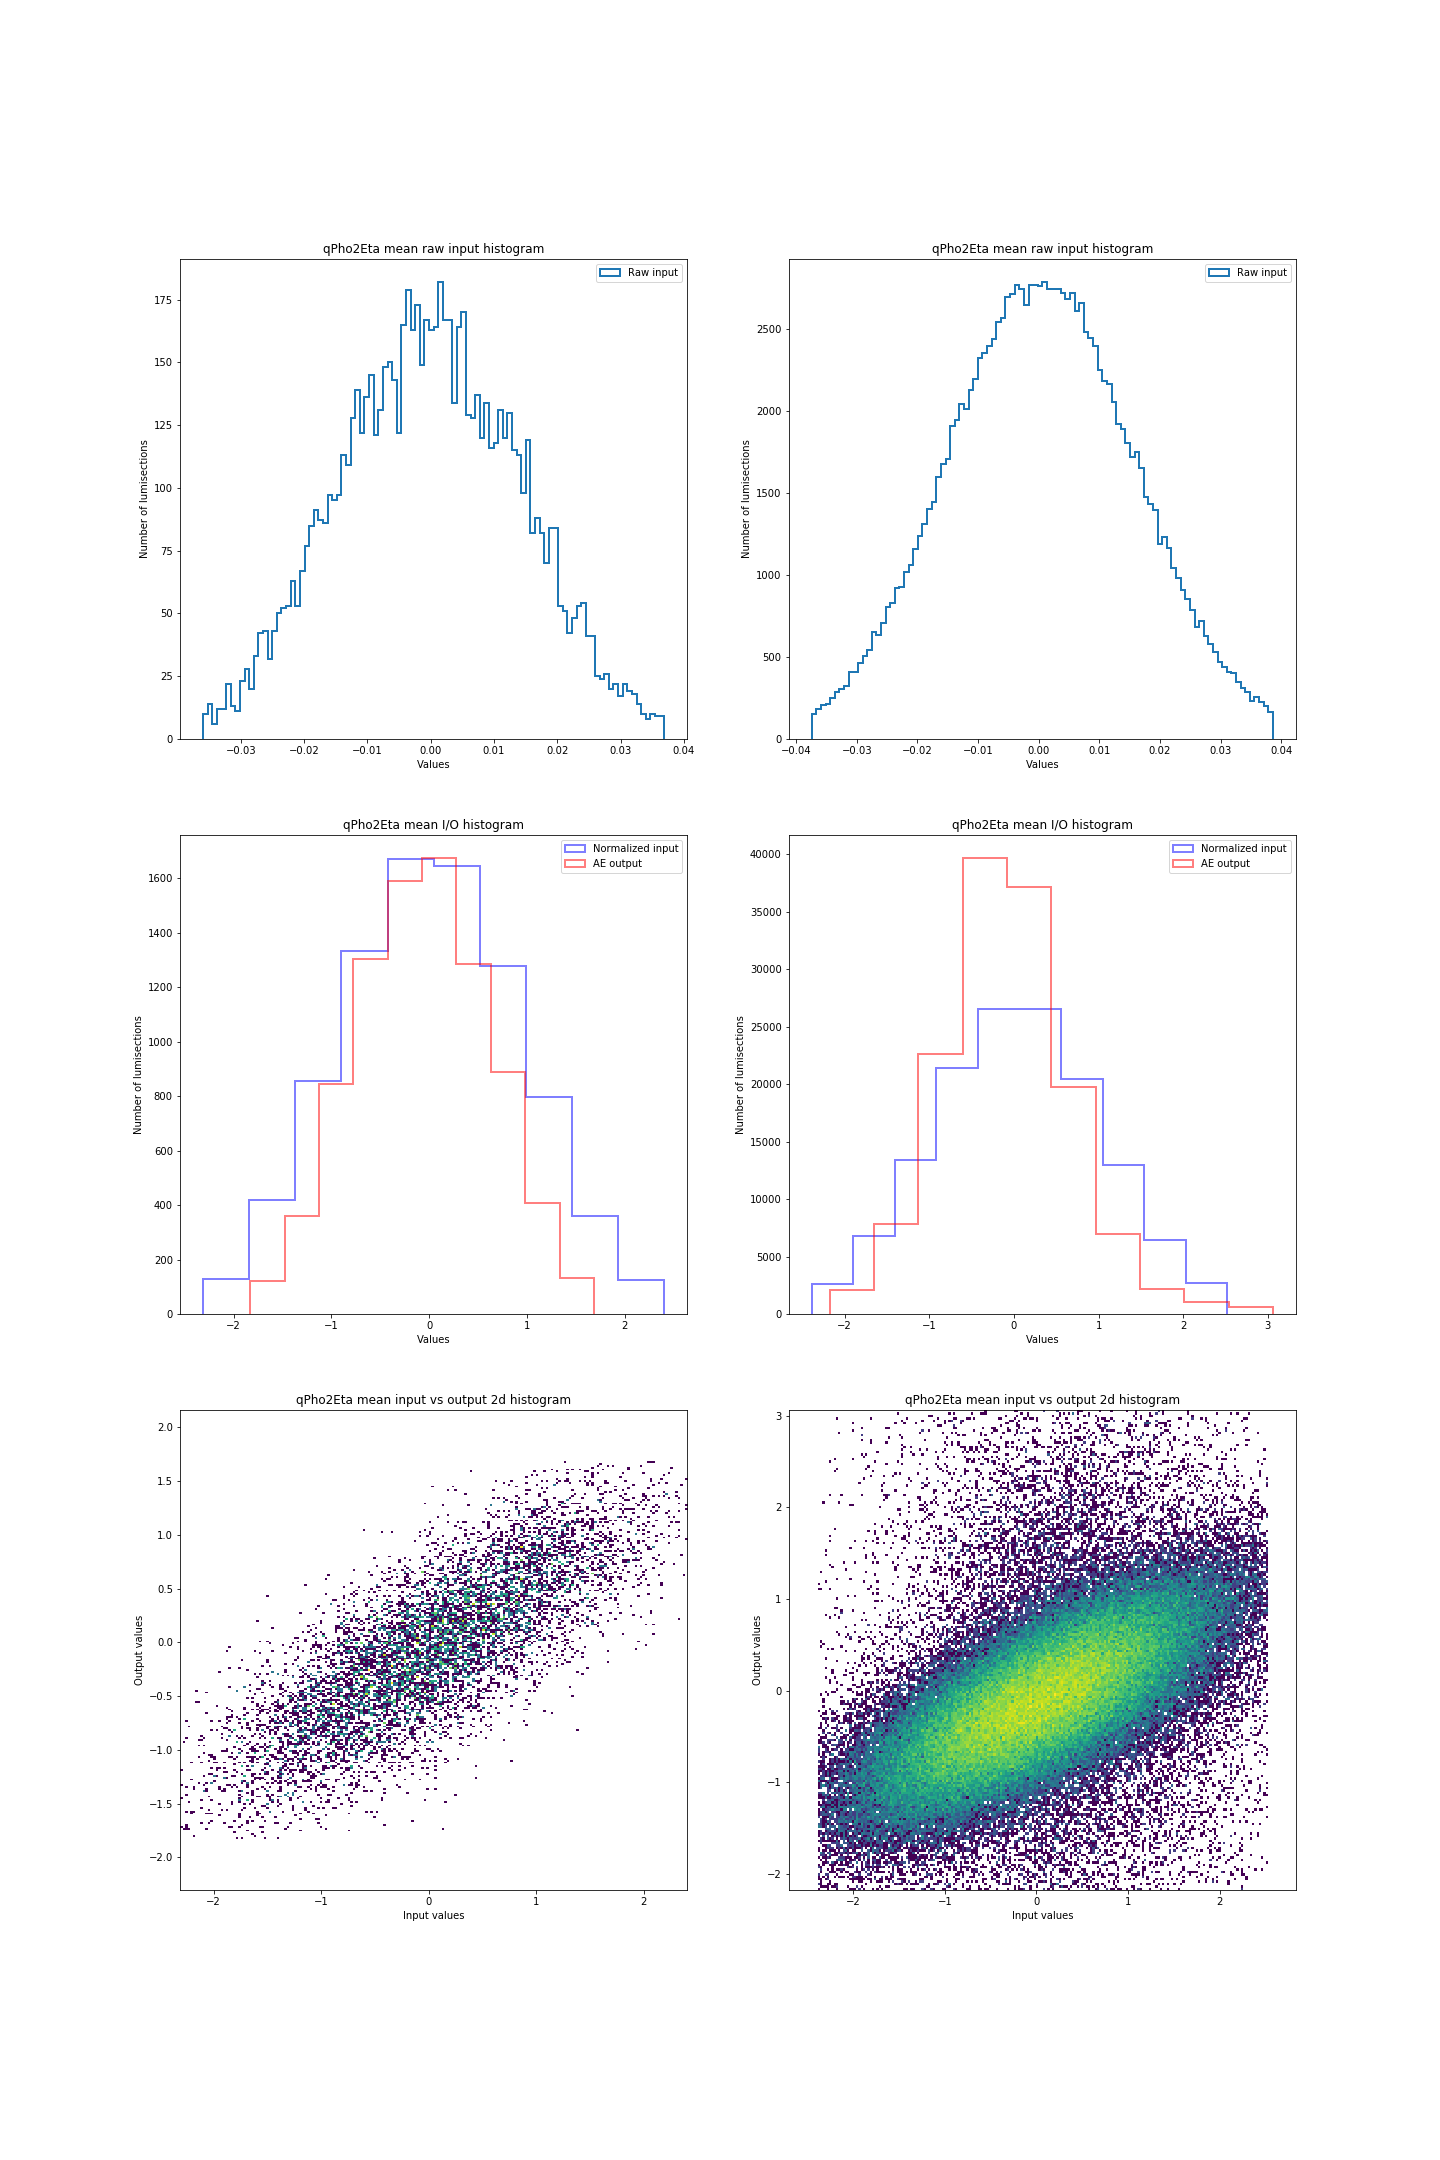 qPho2Eta mean raw input histogram
Raw input
Number of lumisections
175
150
125
100
75
50
25
0
−0.03 −0.02 −0.01 0.00 0.01 0.02 0.03 0.04
Values
qPho2Eta mean raw input histogram
Raw input
Number of lumisections
2500
2000
1500
1000
500
0
−0.04 −0.03 −0.02 −0.01 0.00 0.01 0.02 0.03 0.04
Values
qPho2Eta mean I/O histogram
Normalized input
AE output
Number of lumisections
1600
1400
1200
1000
800
600
400
200
0
−2 −1 0 1 2
Values
qPho2Eta mean I/O histogram
Normalized input
AE output
Number of lumisections
40000
35000
30000
25000
20000
15000
10000
5000
0
−2 −1 0 1 2 3
Values
qPho2Eta mean input vs output 2d histogram
Output values
2.0
1.5
1.0
0.5
0.0
−0.5
−1.0
−1.5
−2.0
−2 −1 0 1 2
Input values
qPho2Eta mean input vs output 2d histogram
Output values
3
2
1
0
−1
−2
−2 −1 0 1 2
Input values